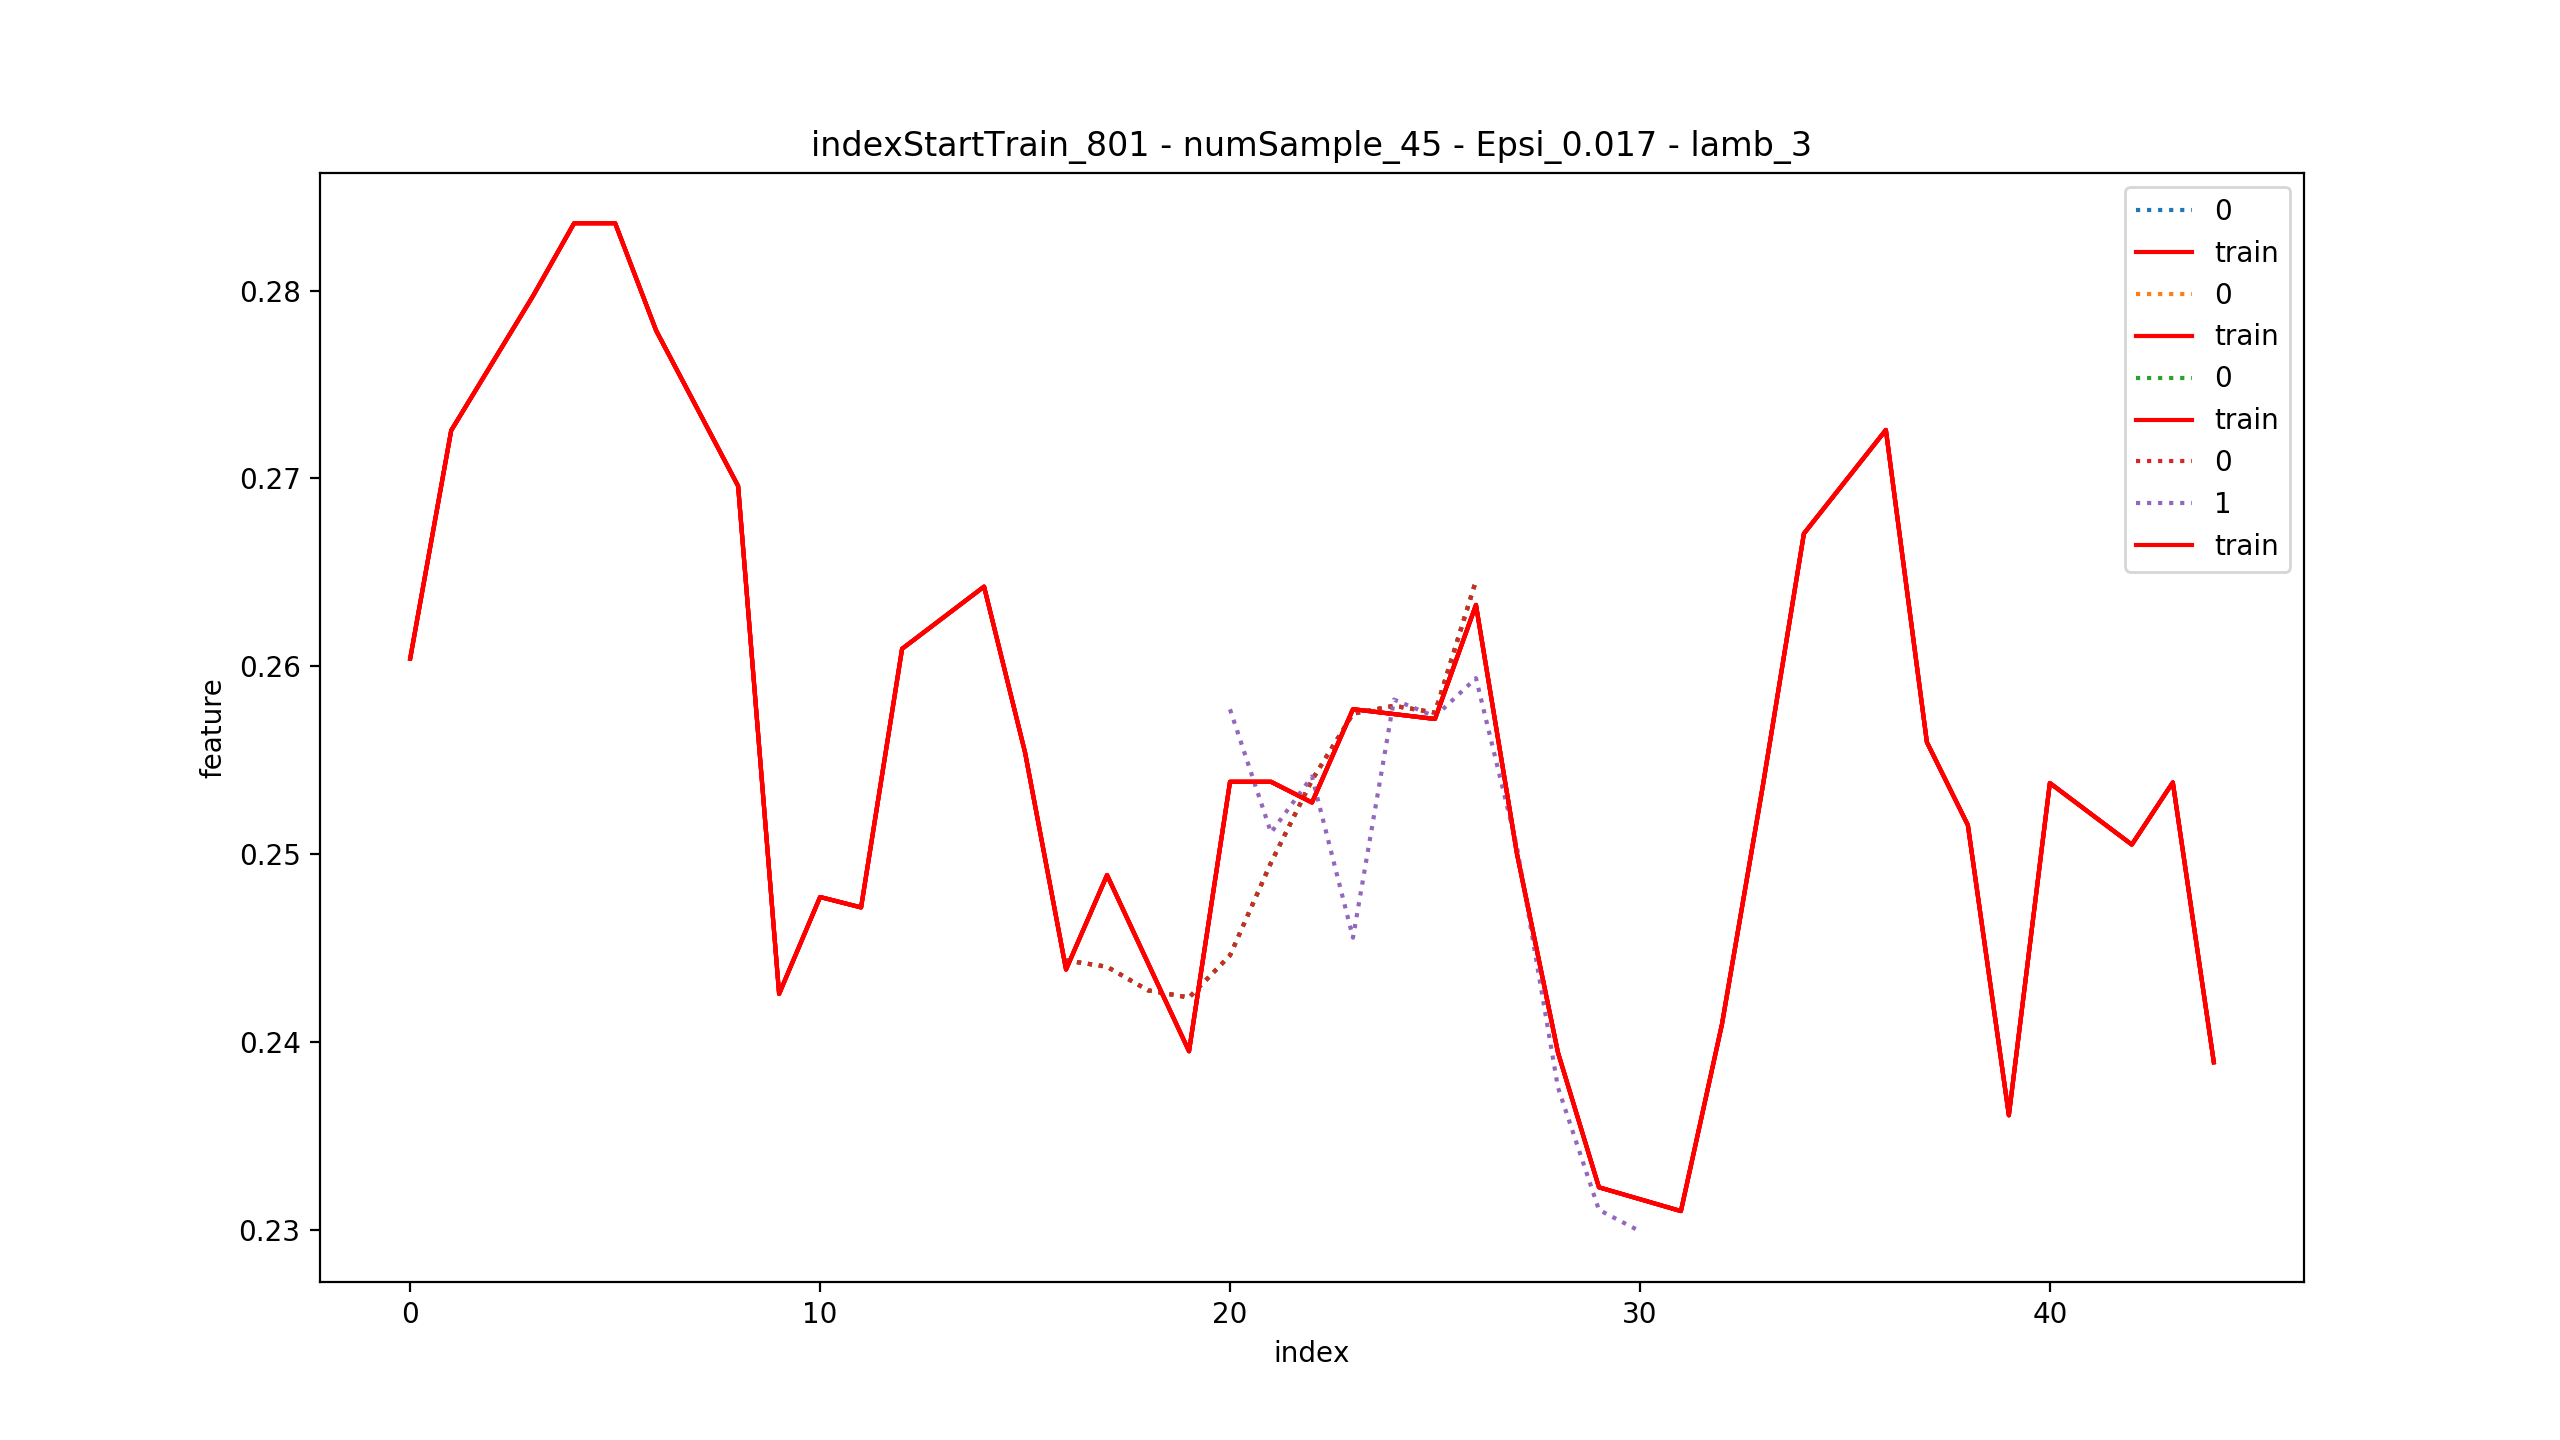 indexStartTrain_801 - numSample_45 - Epsi_0.017 - lamb_3
0
train
0
train
0
train
0
1
train
0.28
0.27
0.26
0.25
0.24
0.23
feature
0 10 20 30 40
index